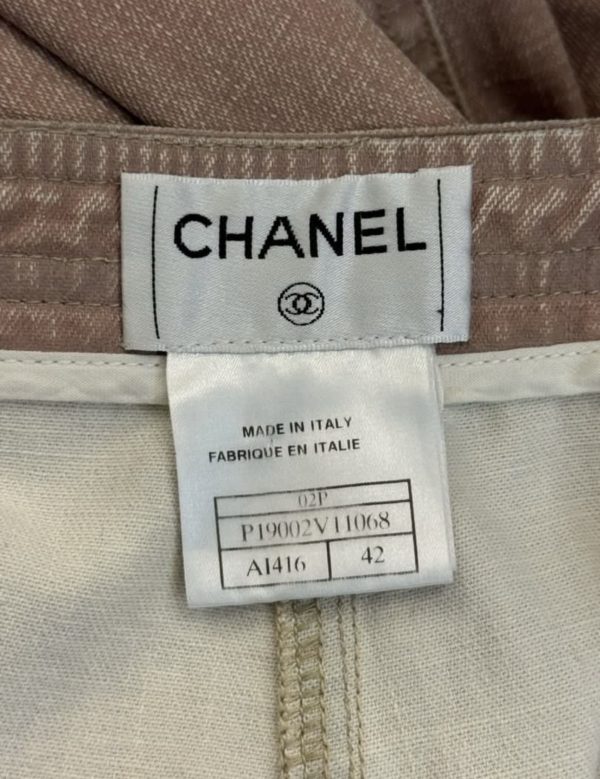 CHANEL
MADE IN ITALY
FABRIQUE EN ITALIE
02P
P19002V11068
A1416 42